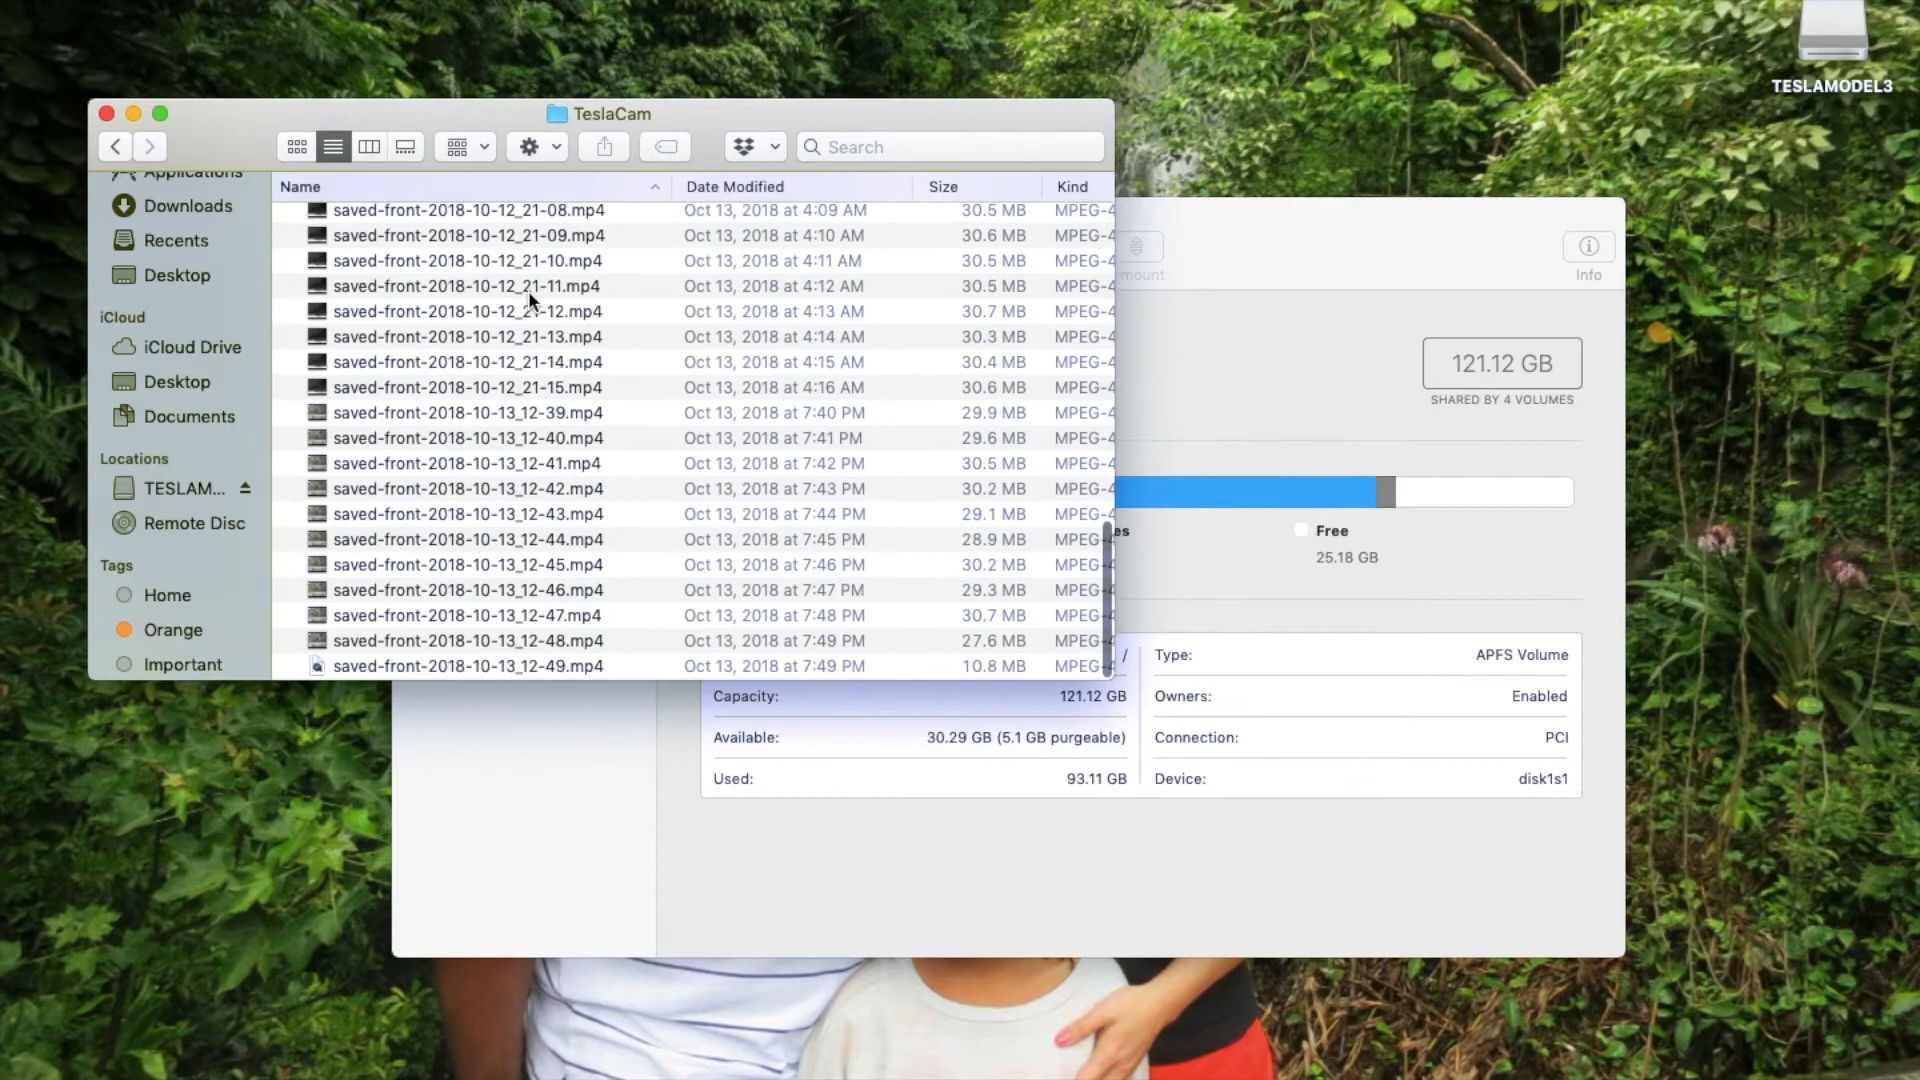 TESLAMODEL3
TeslaCam
Search
Applications
Downloads
Recents
Desktop
iCloud
iCloud Drive
Desktop
Documents
Locations
TESLAM...
Remote Disc
Tags
Home
Orange
Important
Name Date Modified Size Kind
saved-front-2018-10-12_21-08.mp4 Oct 13, 2018 at 4:09 AM 30.5 MB MPEG-4
saved-front-2018-10-12_21-09.mp4 Oct 13, 2018 at 4:10 AM 30.6 MB MPEG-4
saved-front-2018-10-12_21-10.mp4 Oct 13, 2018 at 4:11 AM 30.5 MB MPEG-4
saved-front-2018-10-12_21-11.mp4 Oct 13, 2018 at 4:12 AM 30.5 MB MPEG-4
saved-front-2018-10-12_21-12.mp4 Oct 13, 2018 at 4:13 AM 30.7 MB MPEG-4
saved-front-2018-10-12_21-13.mp4 Oct 13, 2018 at 4:14 AM 30.3 MB MPEG-4
saved-front-2018-10-12_21-14.mp4 Oct 13, 2018 at 4:15 AM 30.4 MB MPEG-4
saved-front-2018-10-12_21-15.mp4 Oct 13, 2018 at 4:16 AM 30.6 MB MPEG-4
saved-front-2018-10-13_12-39.mp4 Oct 13, 2018 at 7:40 PM 29.9 MB MPEG-4
saved-front-2018-10-13_12-40.mp4 Oct 13, 2018 at 7:41 PM 29.6 MB MPEG-4
saved-front-2018-10-13_12-41.mp4 Oct 13, 2018 at 7:42 PM 30.5 MB MPEG-4
saved-front-2018-10-13_12-42.mp4 Oct 13, 2018 at 7:43 PM 30.2 MB MPEG-4
saved-front-2018-10-13_12-43.mp4 Oct 13, 2018 at 7:44 PM 29.1 MB MPEG-4
saved-front-2018-10-13_12-44.mp4 Oct 13, 2018 at 7:45 PM 28.9 MB MPEG-4
saved-front-2018-10-13_12-45.mp4 Oct 13, 2018 at 7:46 PM 30.2 MB MPEG-4
saved-front-2018-10-13_12-46.mp4 Oct 13, 2018 at 7:47 PM 29.3 MB MPEG-4
saved-front-2018-10-13_12-47.mp4 Oct 13, 2018 at 7:48 PM 30.7 MB MPEG-4
saved-front-2018-10-13_12-48.mp4 Oct 13, 2018 at 7:49 PM 27.6 MB MPEG-4
saved-front-2018-10-13_12-49.mp4 Oct 13, 2018 at 7:49 PM 10.8 MB MPEG-4
mount
Info
121.12 GB
SHARED BY 4 VOLUMES
es
Free
25.18 GB
/
Type: APFS Volume
Capacity: 121.12 GB
Owners: Enabled
Available: 30.29 GB (5.1 GB purgeable)
Connection: PCI
Used: 93.11 GB
Device: disk1s1